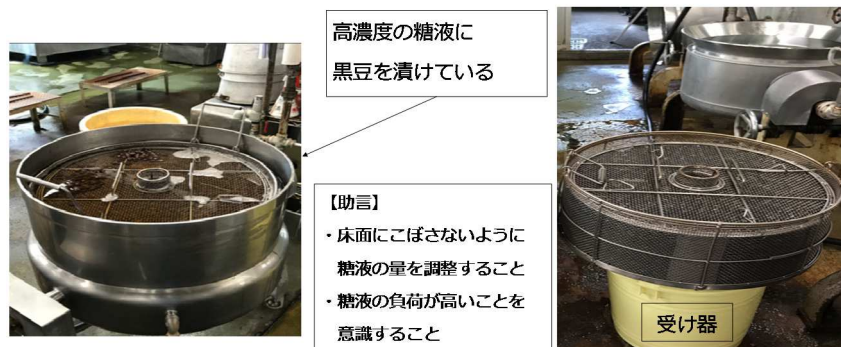 高濃度の糖液に
黒豆を漬けている
【助言】
・床面にこぼさないように
糖液の量を調整すること
・糖液の負荷が高いことを
意識すること
受け器